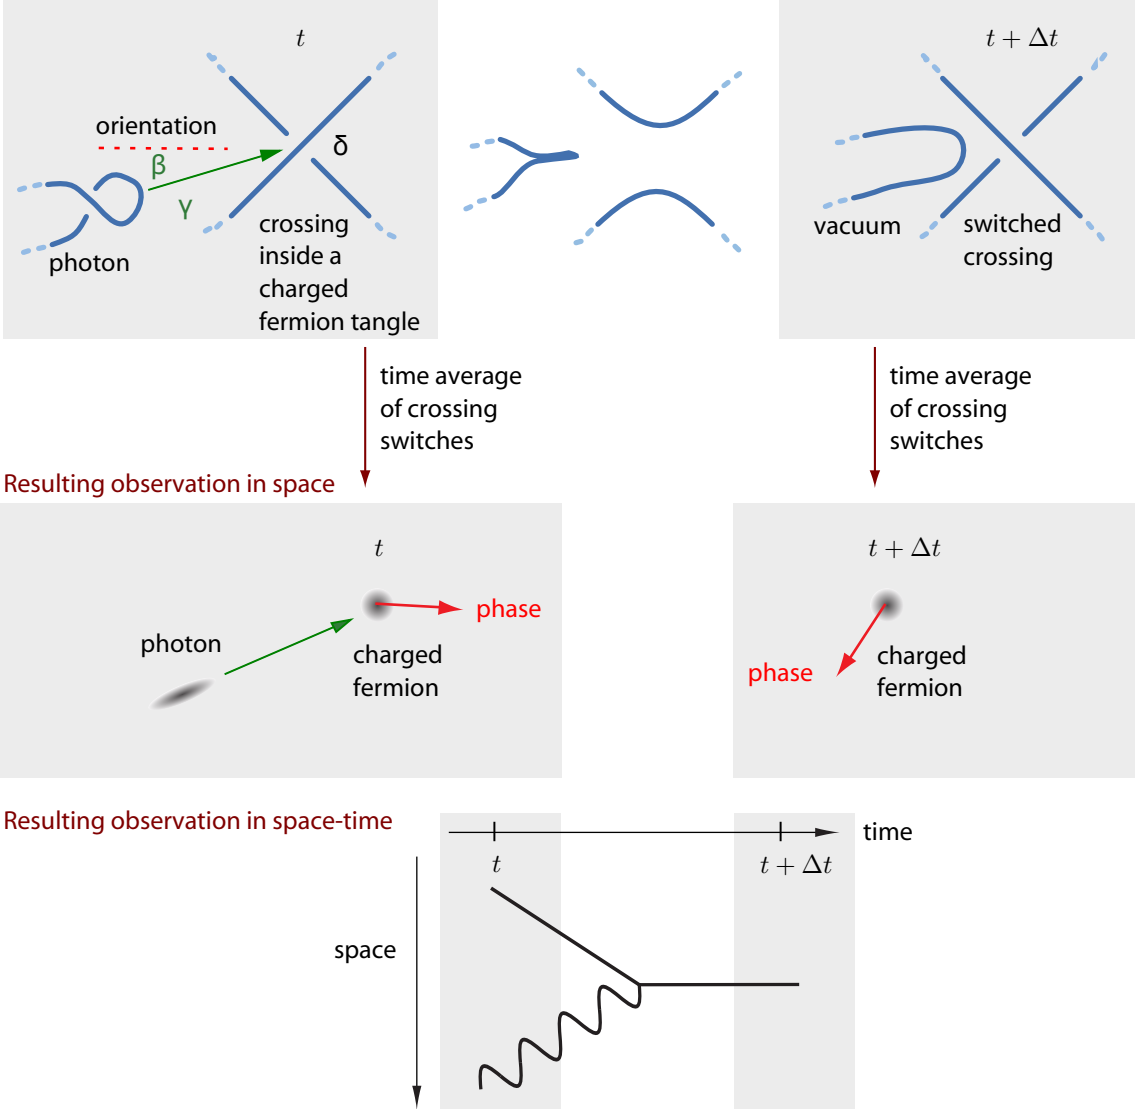 t
t + Δt
orientation
β
δ
γ
photon
crossing
inside a
charged
fermion tangle
vacuum
switched
crossing
time average
of crossing
switches
time average
of crossing
switches
Resulting observation in space
t
t + Δt
phase
photon
charged
fermion
phase
charged
fermion
Resulting observation in space-time
time
t
t + Δt
space